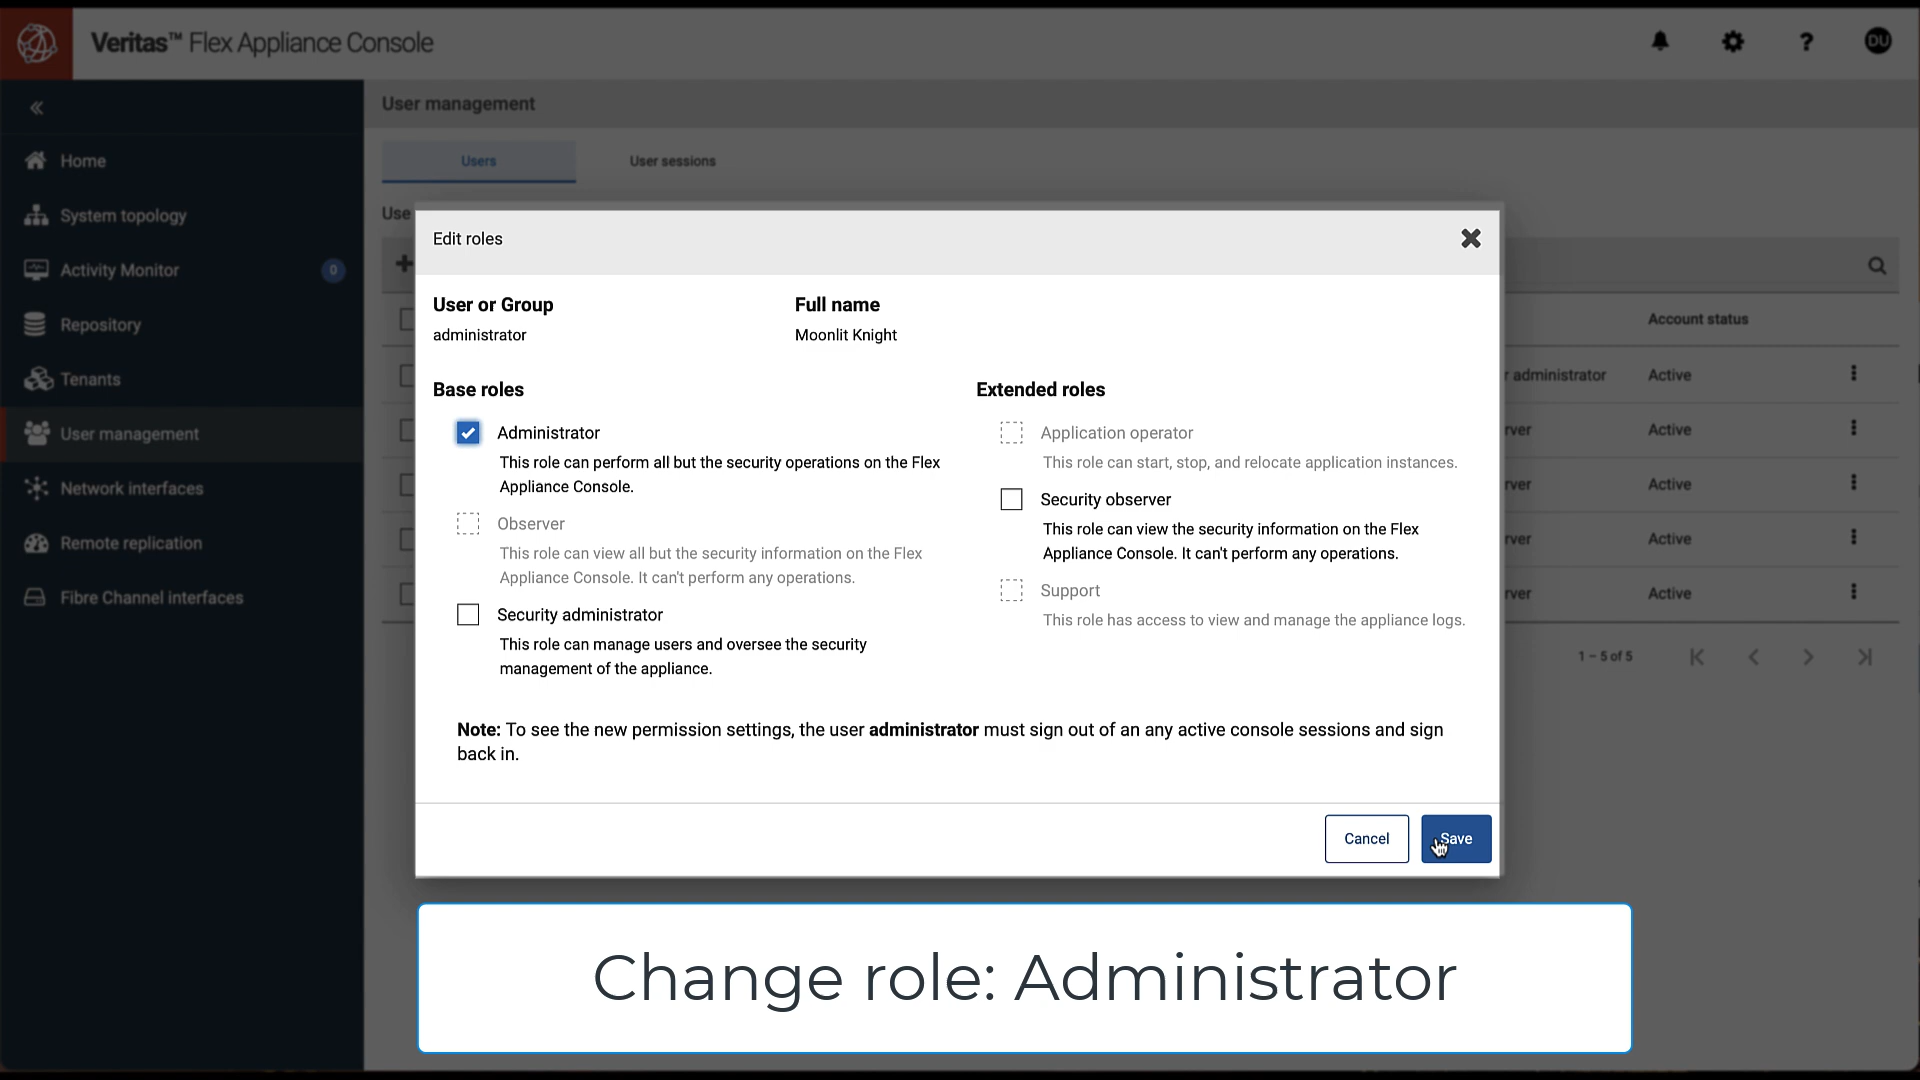 Veritas™ Flex Appliance Console
DU
User management
Home
Users
User sessions
System topology
Use
Edit roles
Activity Monitor
0
User or Group
Full name
Repository
administrator
Moonlit Knight
Account status
Tenants
Base roles
Extended roles
r administrator
Active
User management
Administrator
Application operator
rver
Active
This role can perform all but the security operations on the Flex
Appliance Console.
This role can start, stop, and relocate application instances.
Network interfaces
Security observer
rver
Active
Observer
This role can view the security information on the Flex
Appliance Console. It can't perform any operations.
Remote replication
This role can view all but the security information on the Flex
Appliance Console. It can't perform any operations.
rver
Active
Fibre Channel interfaces
Support
rver
Active
Security administrator
This role has access to view and manage the appliance logs.
This role can manage users and oversee the security
management of the appliance.
1 – 5 of 5
Note: To see the new permission settings, the user administrator must sign out of an any active console sessions and sign
back in.
Cancel
Save
Change role: Administrator